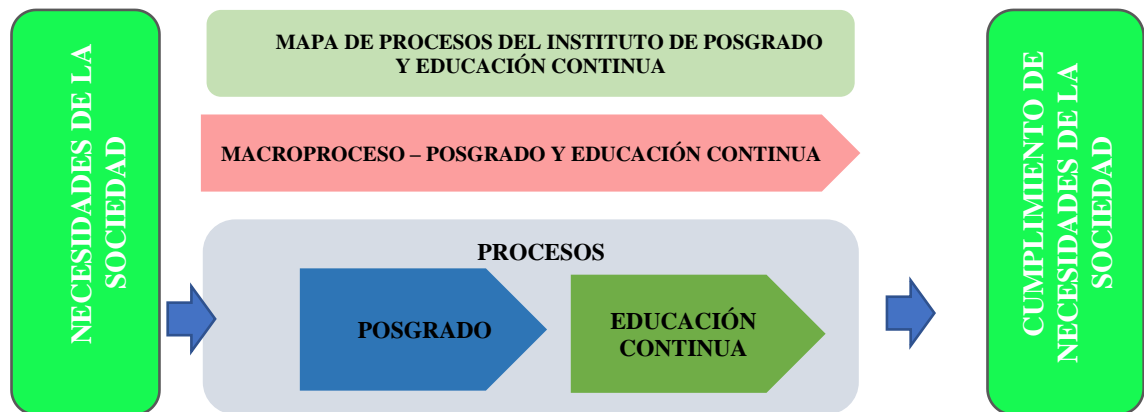 NECESIDADES DE LA
SOCIEDAD
MAPA DE PROCESOS DEL INSTITUTO DE POSGRADO
Y EDUCACIÓN CONTINUA
MACROPROCESO – POSGRADO Y EDUCACIÓN CONTINUA
PROCESOS
POSGRADO
EDUCACIÓN
CONTINUA
CUMPLIMIENTO DE
NECESIDADES DE LA
SOCIEDAD